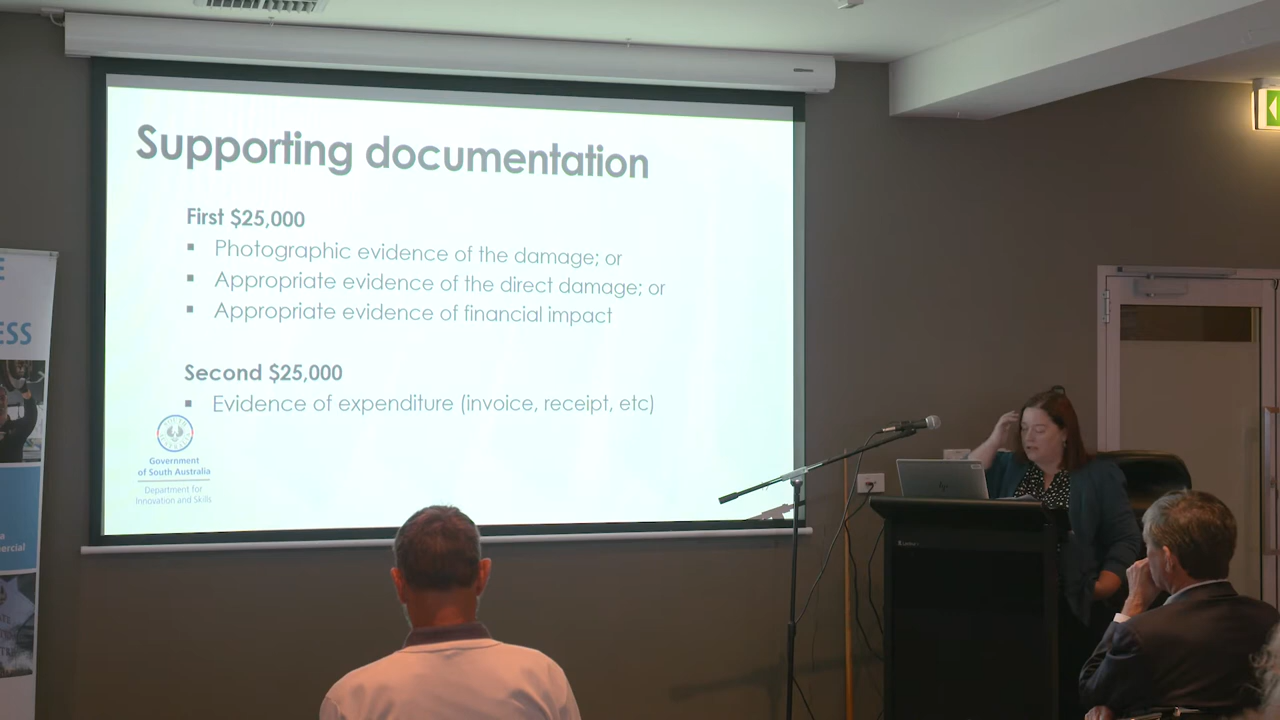 Supporting documentation
First $25,000
▪ Photographic evidence of the damage; or
▪ Appropriate evidence of the direct damage; or
▪ Appropriate evidence of financial impact
Second $25,000
▪ Evidence of expenditure (invoice, receipt, etc)
Government
of South Australia
Department for
Innovation and Skills
E
ESS
a
ercial